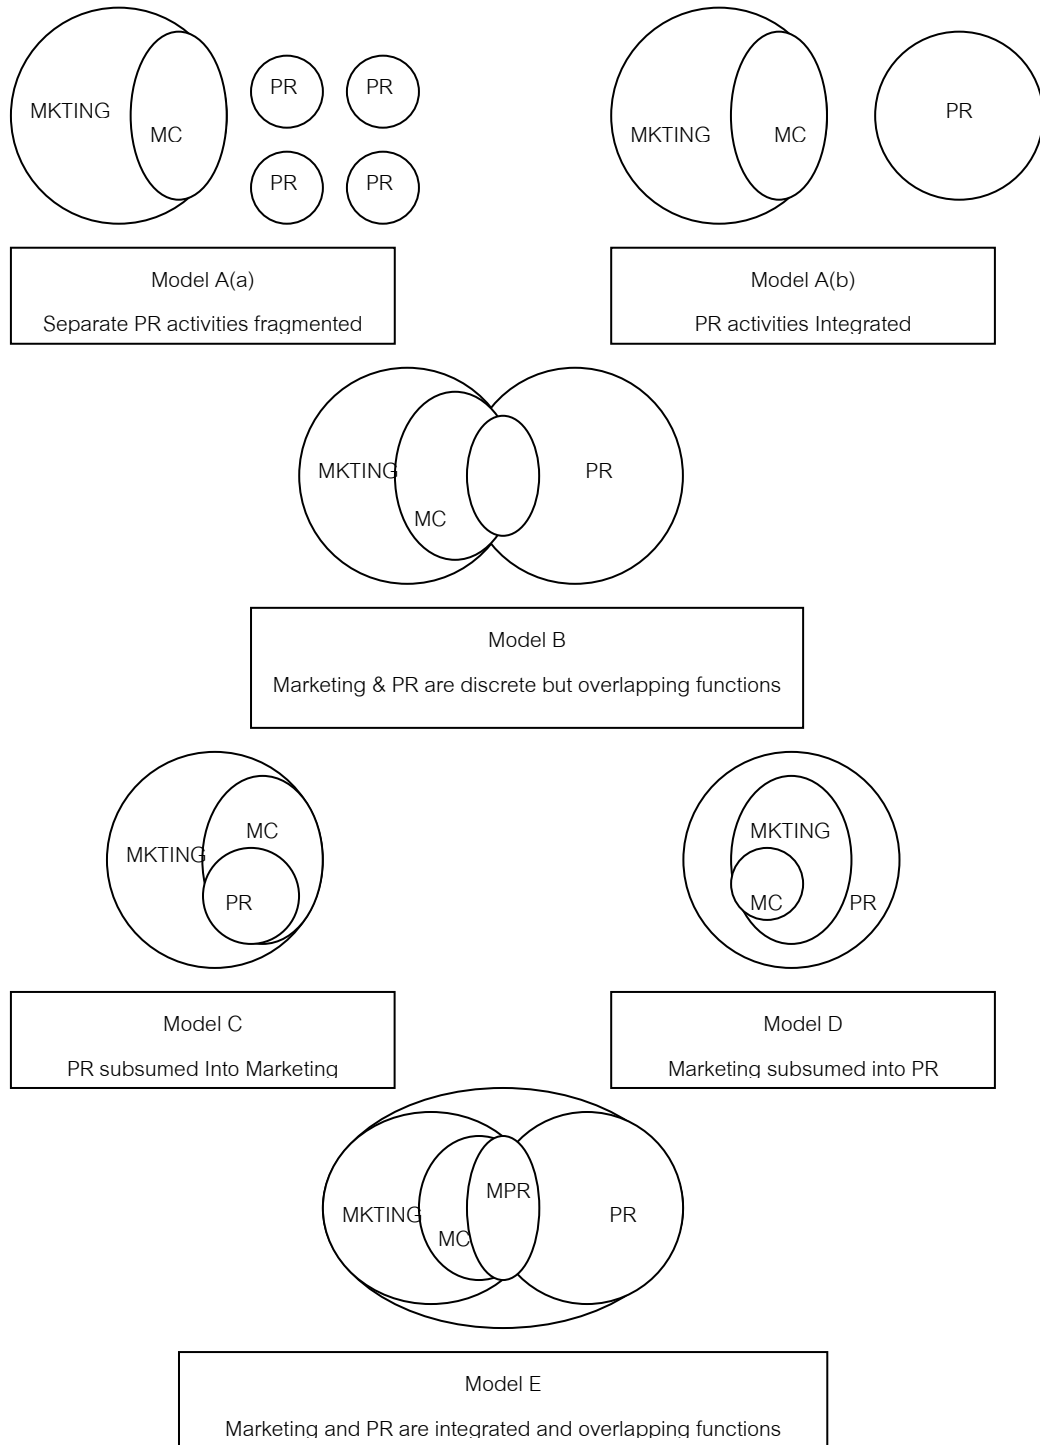 MKTING
MC
PR
PR
PR
PR
Model A(a)
Separate PR activities fragmented
MKTING
MC
PR
Model A(b)
PR activities Integrated
MKTING
MC
PR
Model B
Marketing & PR are discrete but overlapping functions
MKTING
MC
PR
Model C
PR subsumed Into Marketing
MKTING
MC
PR
Model D
Marketing subsumed into PR
MKTING
MC
MPR
PR
Model E
Marketing and PR are integrated and overlapping functions